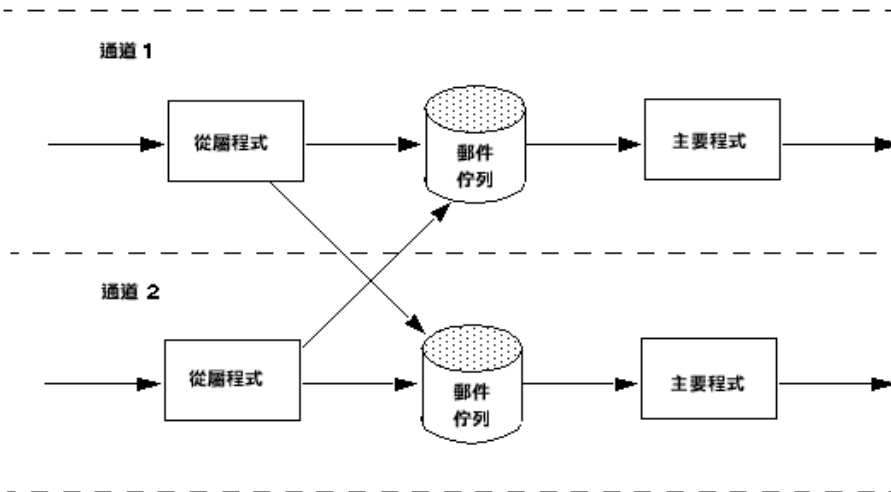 通道 1
從屬程式
郵件
佇列
主要程式
通道 2
從屬程式
郵件
佇列
主要程式